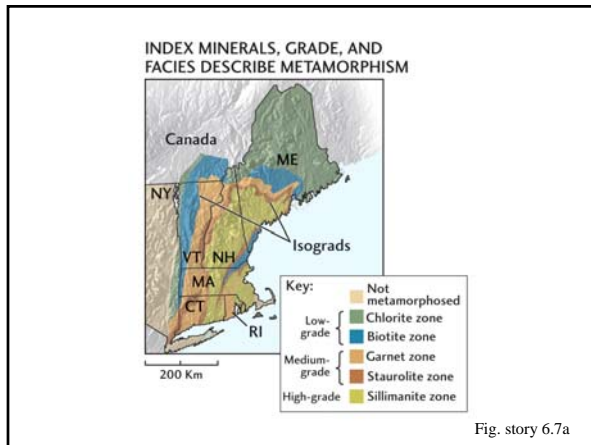 INDEX MINERALS, GRADE, AND
FACIES DESCRIBE METAMORPHISM
Canada
ME
NY
Isograds
VT
NH
MA
CT
RI
Key:
Not
metamorphosed
Low-
grade
Chlorite zone
Biotite zone
Medium-
grade
Garnet zone
Staurolite zone
High-grade
Sillimanite zone
200 Km
Fig. story 6.7a